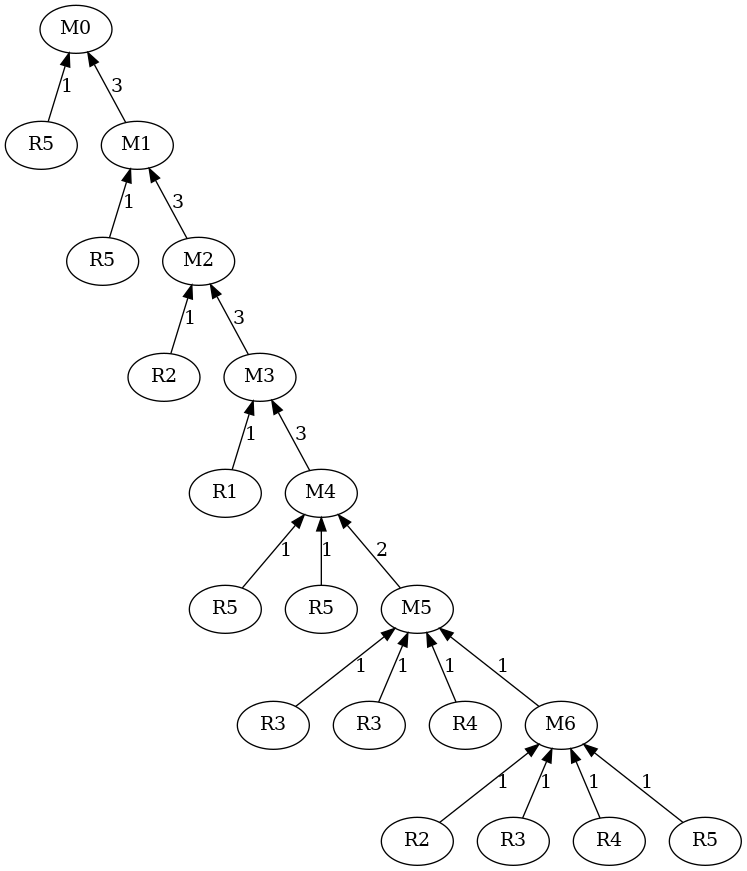 M0
1 3
R5 M1
1 3
R5 M2
1 3
R2 M3
1 3
R1 M4
1 1 2
R5 R5 M5
1 1 1 1
R3 R3 R4 M6
1 1 1 1
R2 R3 R4 R5